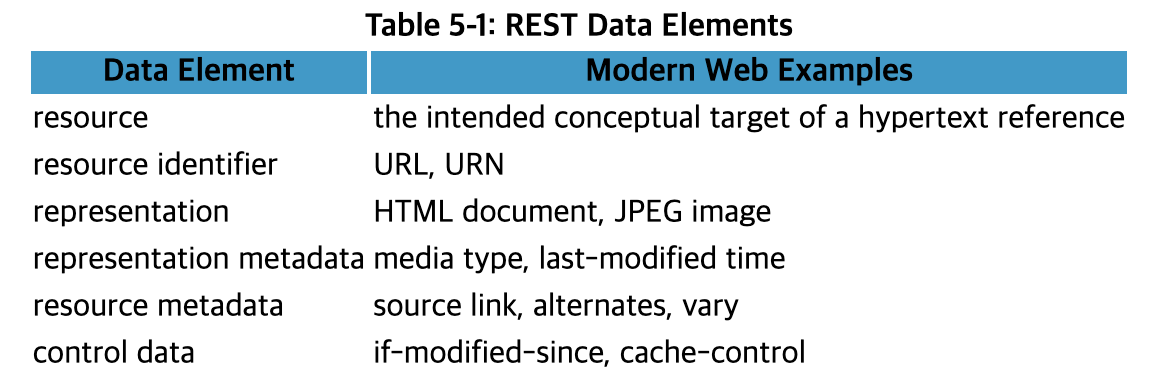 Table 5-1: REST Data Elements
Data Element Modern Web Examples
resource the intended conceptual target of a hypertext reference
resource identifier URL, URN
representation HTML document, JPEG image
representation metadata media type, last-modified time
resource metadata source link, alternates, vary
control data if-modified-since, cache-control